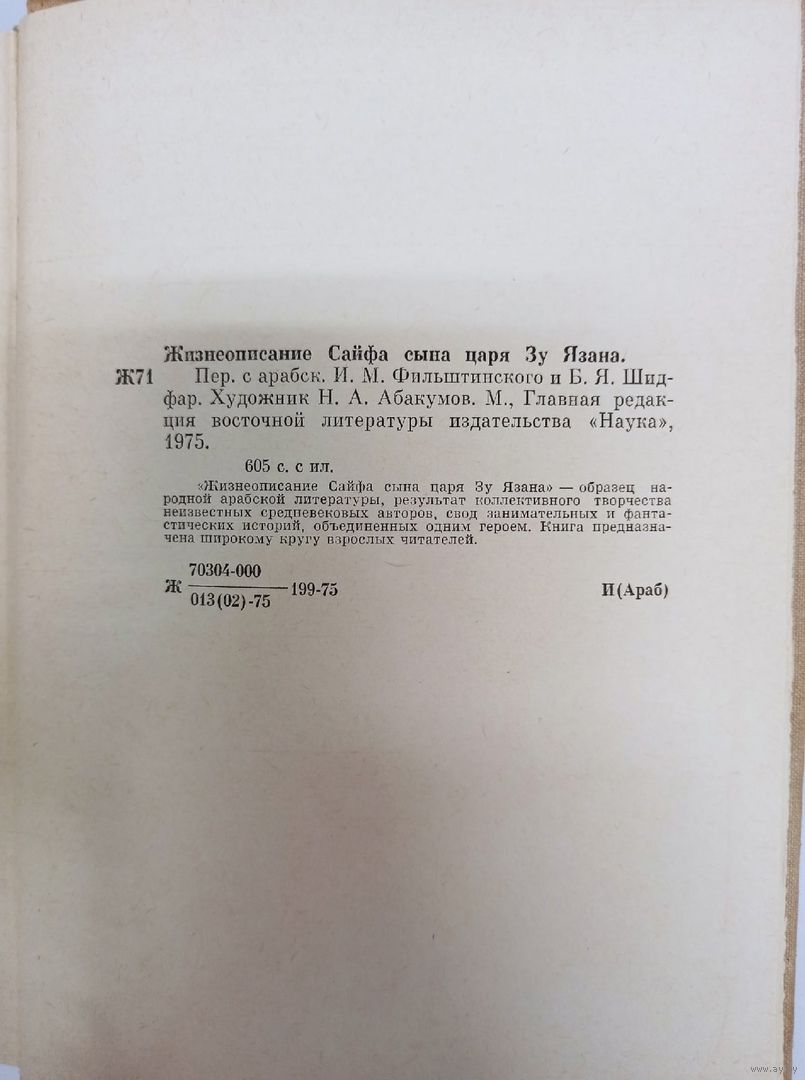 Жизнеописание Сайфа сына царя Зу Язана.
Ж71 Пер. с арабск. И. М. Фильштинского и Б. Я. Шид-
фар. Художник Н. А. Абакумов. М., Главная редак-
ция восточной литературы издательства «Наука»,
1975.
605 с. с ил.
«Жизнеописание Сайфа сына царя Зу Язана» — образец на-
родной арабской литературы, результат коллективного творчества
неизвестных средневековых авторов, свод занимательных и фанта-
стических историй, объединенных одним героем. Книга предназна-
чена широкому кругу взрослых читателей.
70304-000
Ж 199-75 И(Араб)
013(02)-75